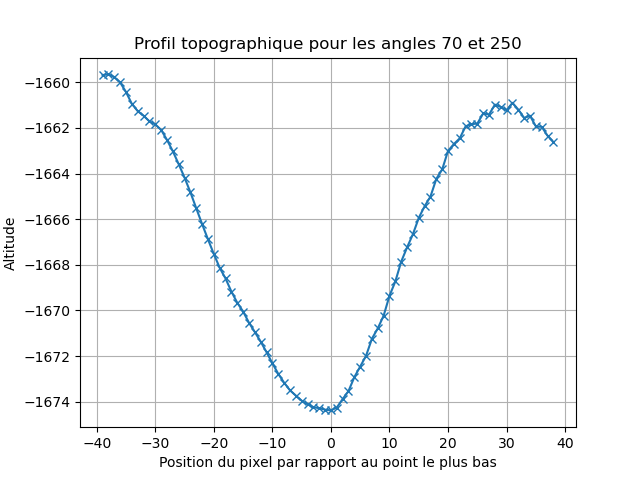 Profil topographique pour les angles 70 et 250
Altitude
−1660
−1662
−1664
−1666
−1668
−1670
−1672
−1674
−40 −30 −20 −10 0 10 20 30 40
Position du pixel par rapport au point le plus bas